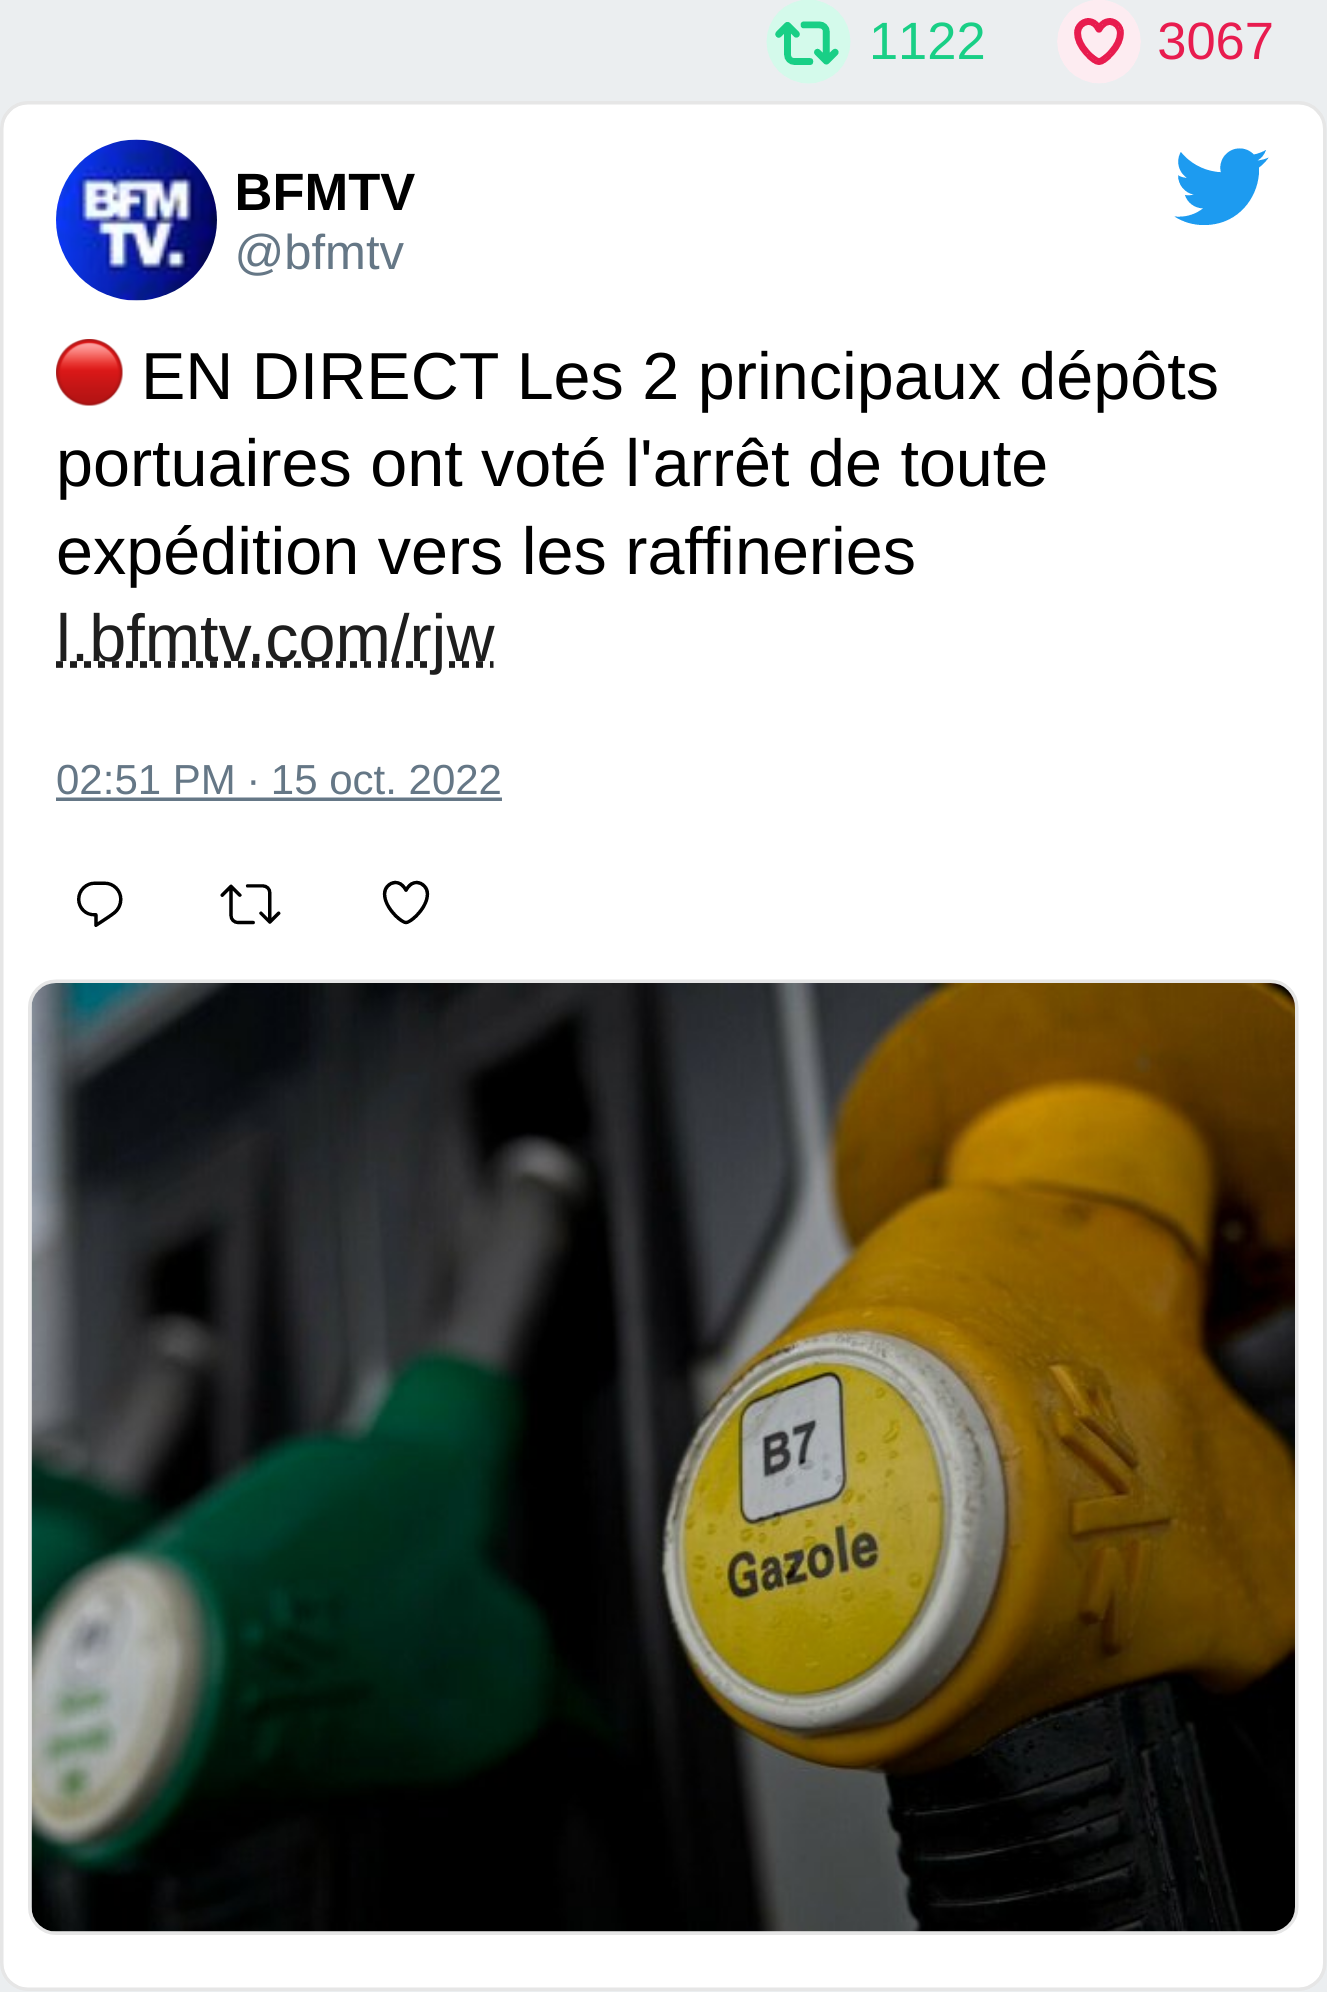 1122 3067
BFM
TV.
BFMTV
@bfmtv
🔴 EN DIRECT Les 2 principaux dépôts
portuaires ont voté l'arrêt de toute
expédition vers les raffineries
l.bfmtv.com/rjw
02:51 PM · 15 oct. 2022
B7
Gazole